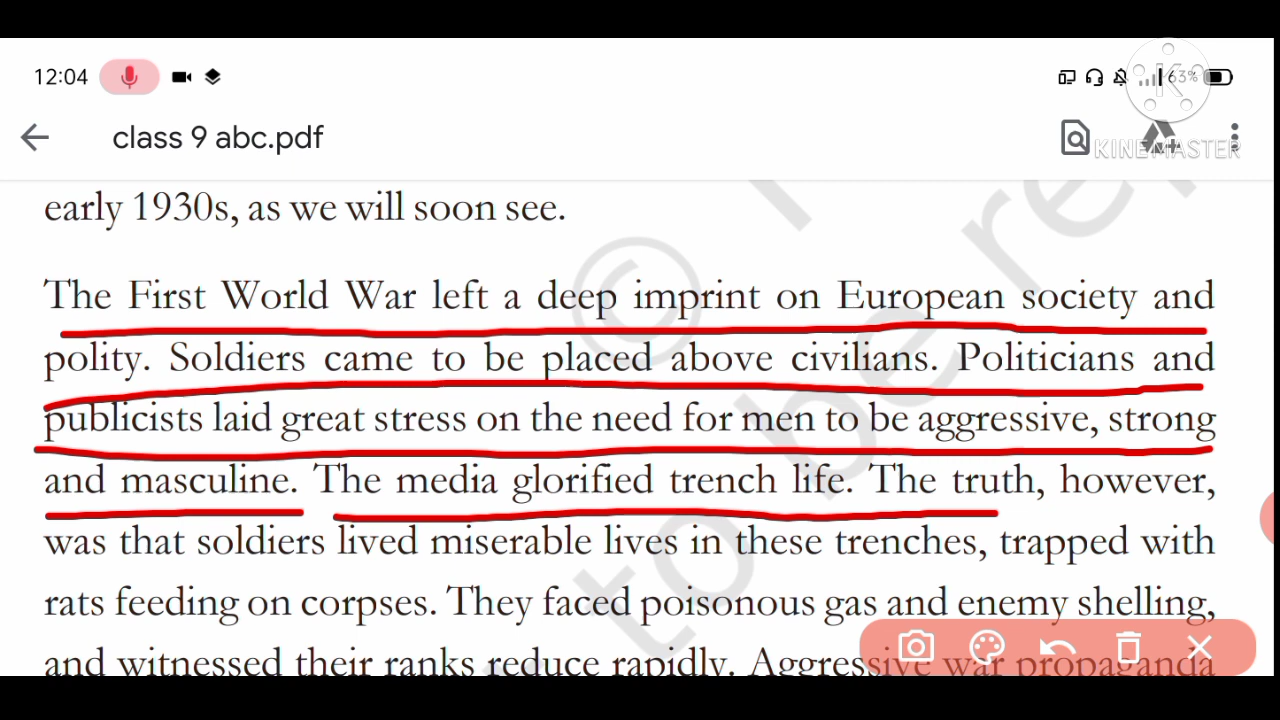 12:04
63%
class 9 abc.pdf
KINEMASTER
early 1930s, as we will soon see.
The First World War left a deep imprint on European society and
polity. Soldiers came to be placed above civilians. Politicians and
publicists laid great stress on the need for men to be aggressive, strong
and masculine. The media glorified trench life. The truth, however,
was that soldiers lived miserable lives in these trenches, trapped with
rats feeding on corpses. They faced poisonous gas and enemy shelling,
and witnessed their ranks reduce rapidly. Aggressive war propaganda
© 
to be rep